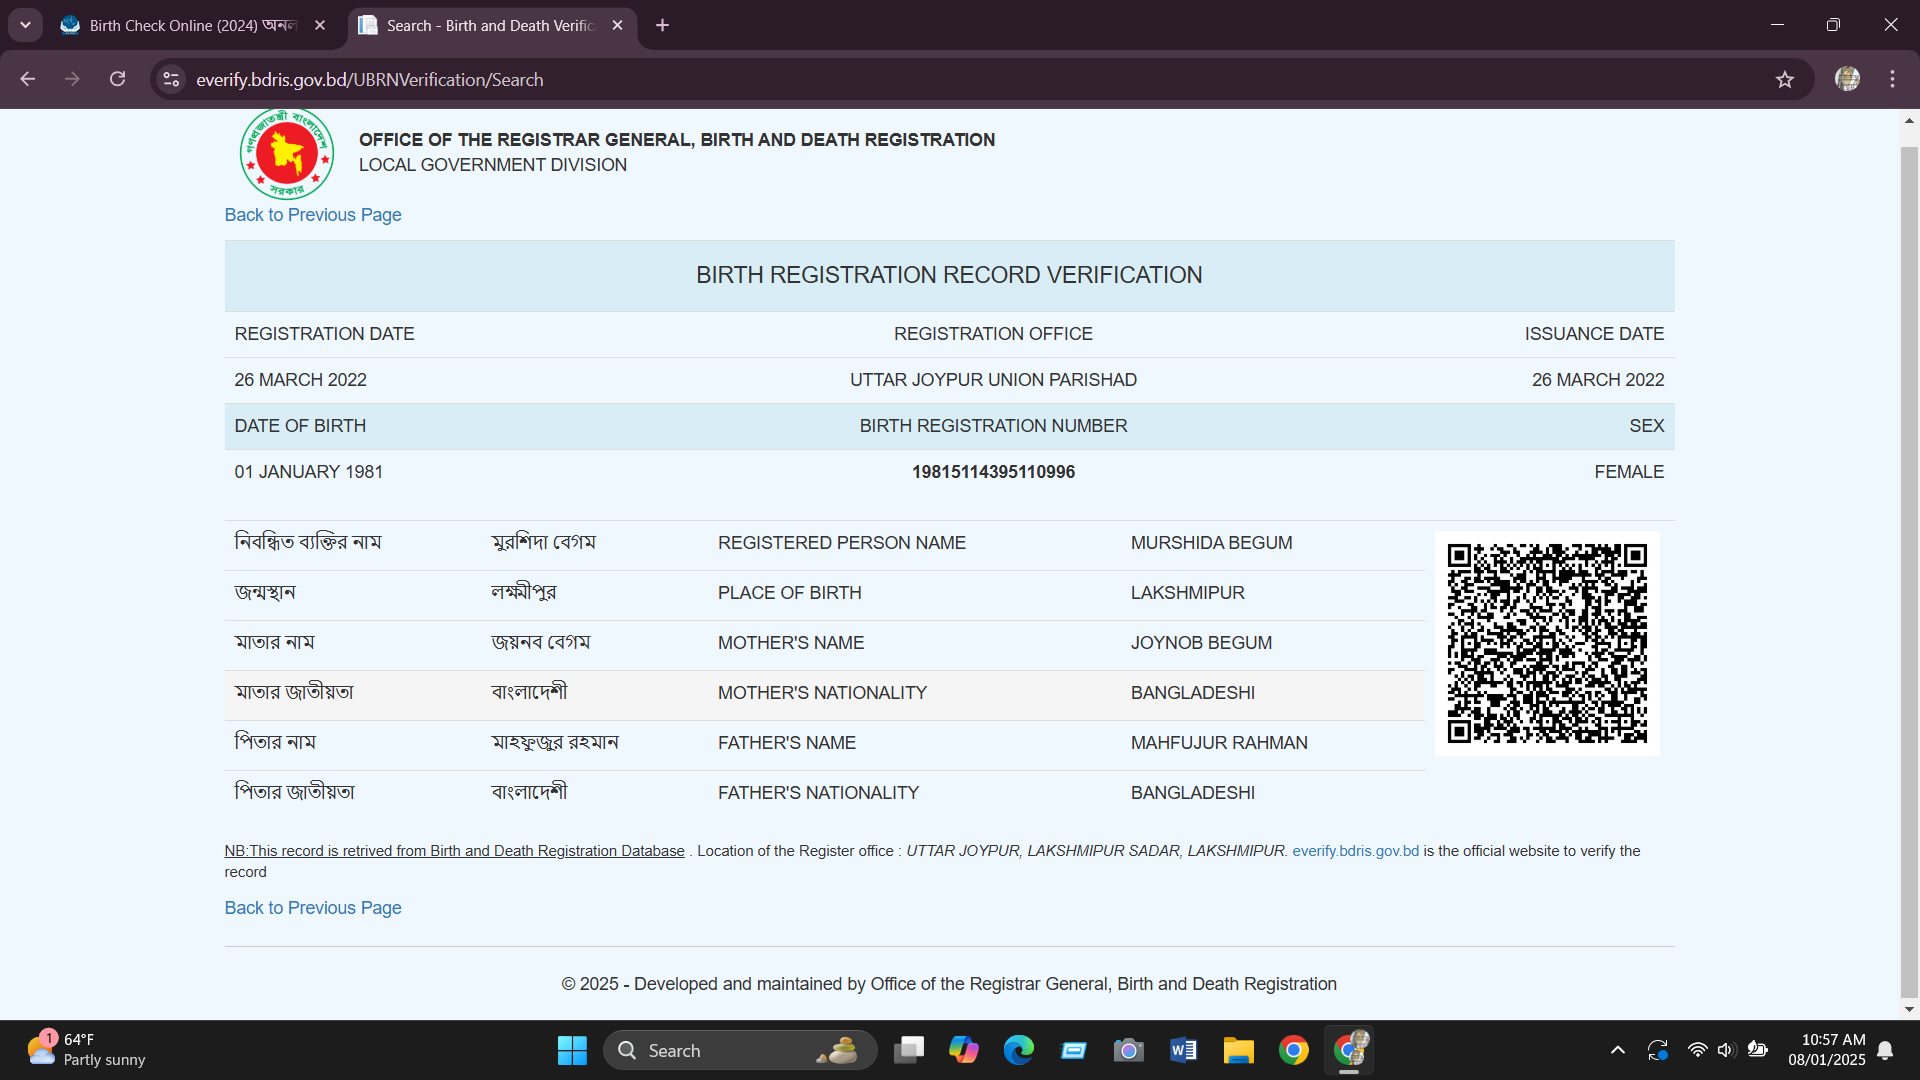 Birth Check Online (2024) অনল
Search - Birth and Death Verific
everify.bdris.gov.bd/UBRNVerification/Search
গণপ্রজাতন্ত্রী বাংলাদেশ
সরকার
OFFICE OF THE REGISTRAR GENERAL, BIRTH AND DEATH REGISTRATION
LOCAL GOVERNMENT DIVISION
Back to Previous Page
BIRTH REGISTRATION RECORD VERIFICATION
REGISTRATION DATE REGISTRATION OFFICE ISSUANCE DATE
26 MARCH 2022 UTTAR JOYPUR UNION PARISHAD 26 MARCH 2022
DATE OF BIRTH BIRTH REGISTRATION NUMBER SEX
01 JANUARY 1981 19815114395110996 FEMALE
নিবন্ধিত ব্যক্তির নাম মুরশিদা বেগম REGISTERED PERSON NAME MURSHIDA BEGUM
জন্মস্থান লক্ষ্মীপুর PLACE OF BIRTH LAKSHMIPUR
মাতার নাম জয়নব বেগম MOTHER'S NAME JOYNOB BEGUM
মাতার জাতীয়তা বাংলাদেশী MOTHER'S NATIONALITY BANGLADESHI
পিতার নাম মাহফুজুর রহমান FATHER'S NAME MAHFUJUR RAHMAN
পিতার জাতীয়তা বাংলাদেশী FATHER'S NATIONALITY BANGLADESHI
NB:This record is retrived from Birth and Death Registration Database . Location of the Register office : UTTAR JOYPUR, LAKSHMIPUR SADAR, LAKSHMIPUR. everify.bdris.gov.bd is the official website to verify the
record
Back to Previous Page
© 2025 - Developed and maintained by Office of the Registrar General, Birth and Death Registration
1
64°F
Partly sunny
Search
10:57 AM
08/01/2025